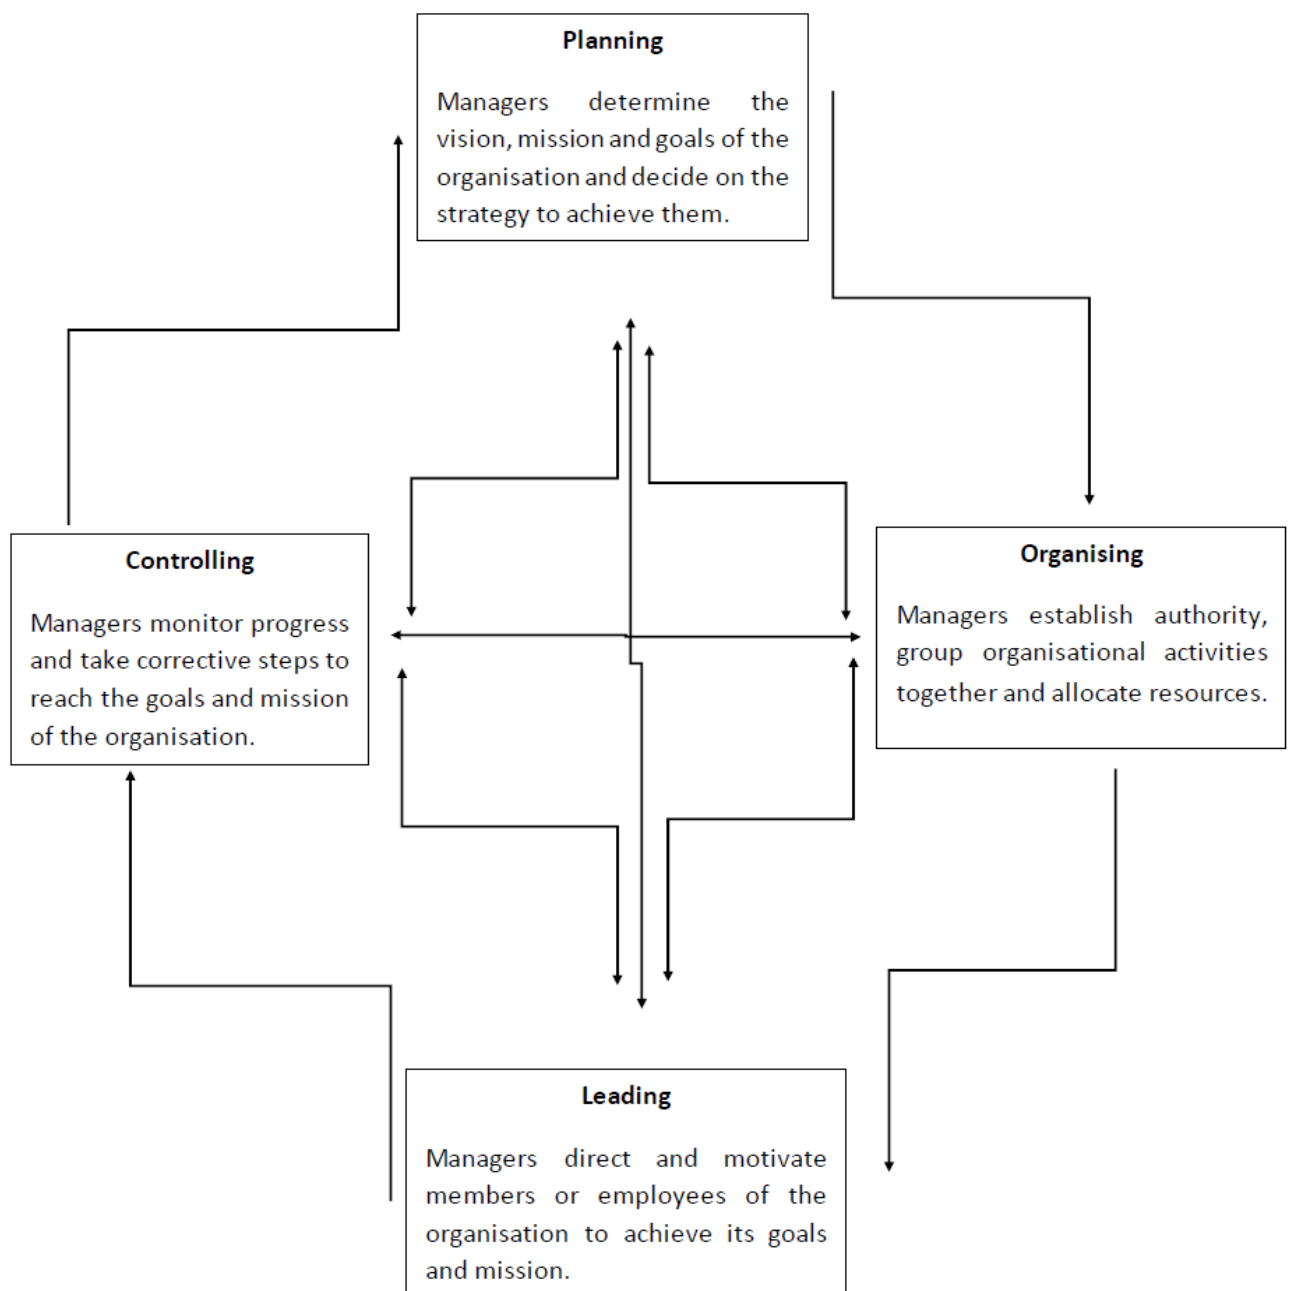 Planning
Managers determine the
vision, mission and goals of the
organisation and decide on the
strategy to achieve them.
Controlling
Managers monitor progress
and take corrective steps to
reach the goals and mission
of the organisation.
Organising
Managers establish authority,
group organisational activities
together and allocate resources.
Leading
Managers direct and motivate
members or employees of the
organisation to achieve its goals
and mission.